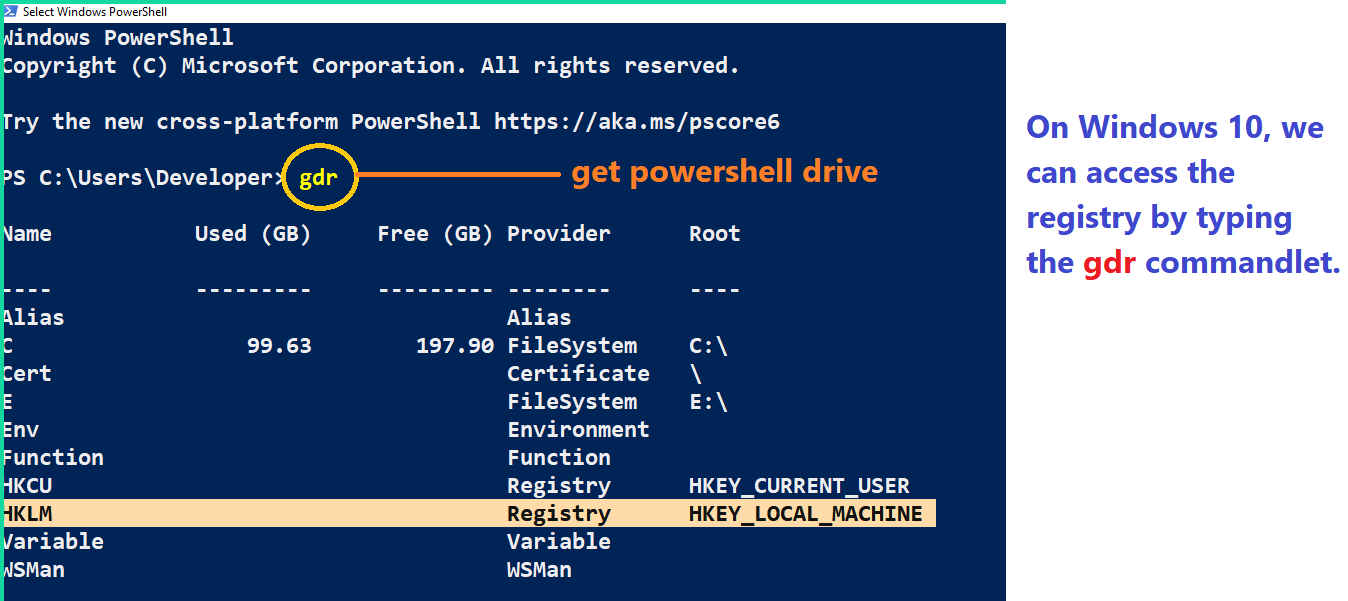 Select Windows PowerShell
Windows PowerShell
Copyright (C) Microsoft Corporation. All rights reserved.
Try the new cross-platform PowerShell https://aka.ms/pscore6
PS C:\Users\Developer> gdr
get powershell drive
Name Used (GB) Free (GB) Provider Root
---- --------- --------- -------- ----
Alias Alias
C 99.63 197.90 FileSystem C:\
Cert Certificate \
E FileSystem E:\
Env Environment
Function Function
HKCU Registry HKEY_CURRENT_USER
HKLM Registry HKEY_LOCAL_MACHINE
Variable Variable
WSMan WSMan
On Windows 10, we
can access the
registry by typing
the gdr commandlet.